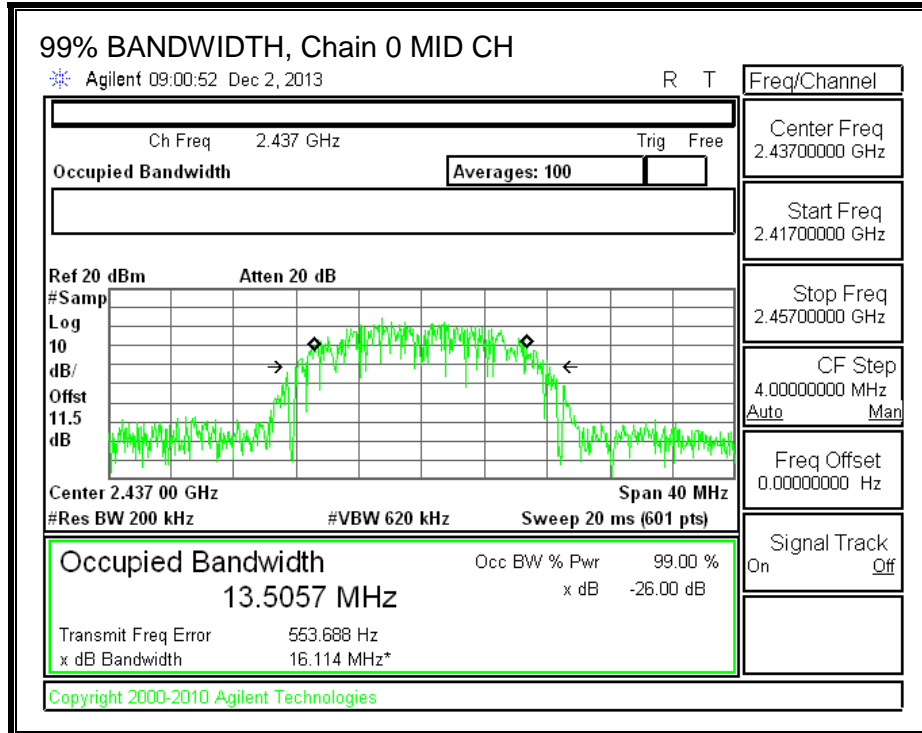 99% BANDWIDTH, Chain 0 MID CH
Agilent 09:00:52 Dec 2, 2013 R T
Freq/Channel
Ch Freq 2.437 GHz Trig Free
Occupied Bandwidth Averages: 100
Ref 20 dBm Atten 20 dB
#Samp
Log
10
dB/
Offst
11.5
dB
Center 2.437 00 GHz Span 40 MHz
#Res BW 200 kHz #VBW 620 kHz Sweep 20 ms (601 pts)
Occupied Bandwidth Occ BW % Pwr 99.00 %
13.5057 MHz x dB -26.00 dB
Transmit Freq Error 553.688 Hz
x dB Bandwidth 16.114 MHz*
Copyright 2000-2010 Agilent Technologies
Center Freq
2.43700000 GHz
Start Freq
2.41700000 GHz
Stop Freq
2.45700000 GHz
CF Step
4.00000000 MHz
Auto Man
Freq Offset
0.00000000 Hz
Signal Track
On Off